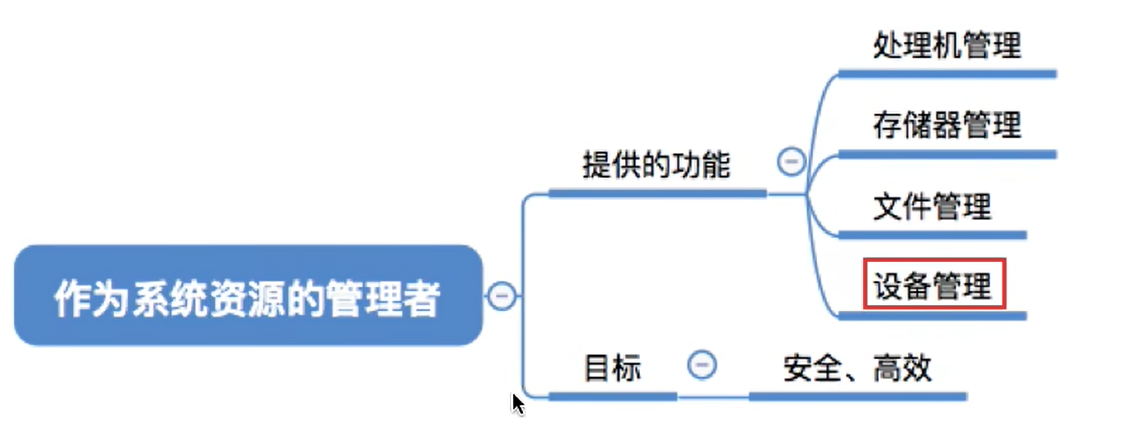 作为系统资源的管理者
提供的功能
处理机管理
存储器管理
文件管理
设备管理
目标
安全、高效